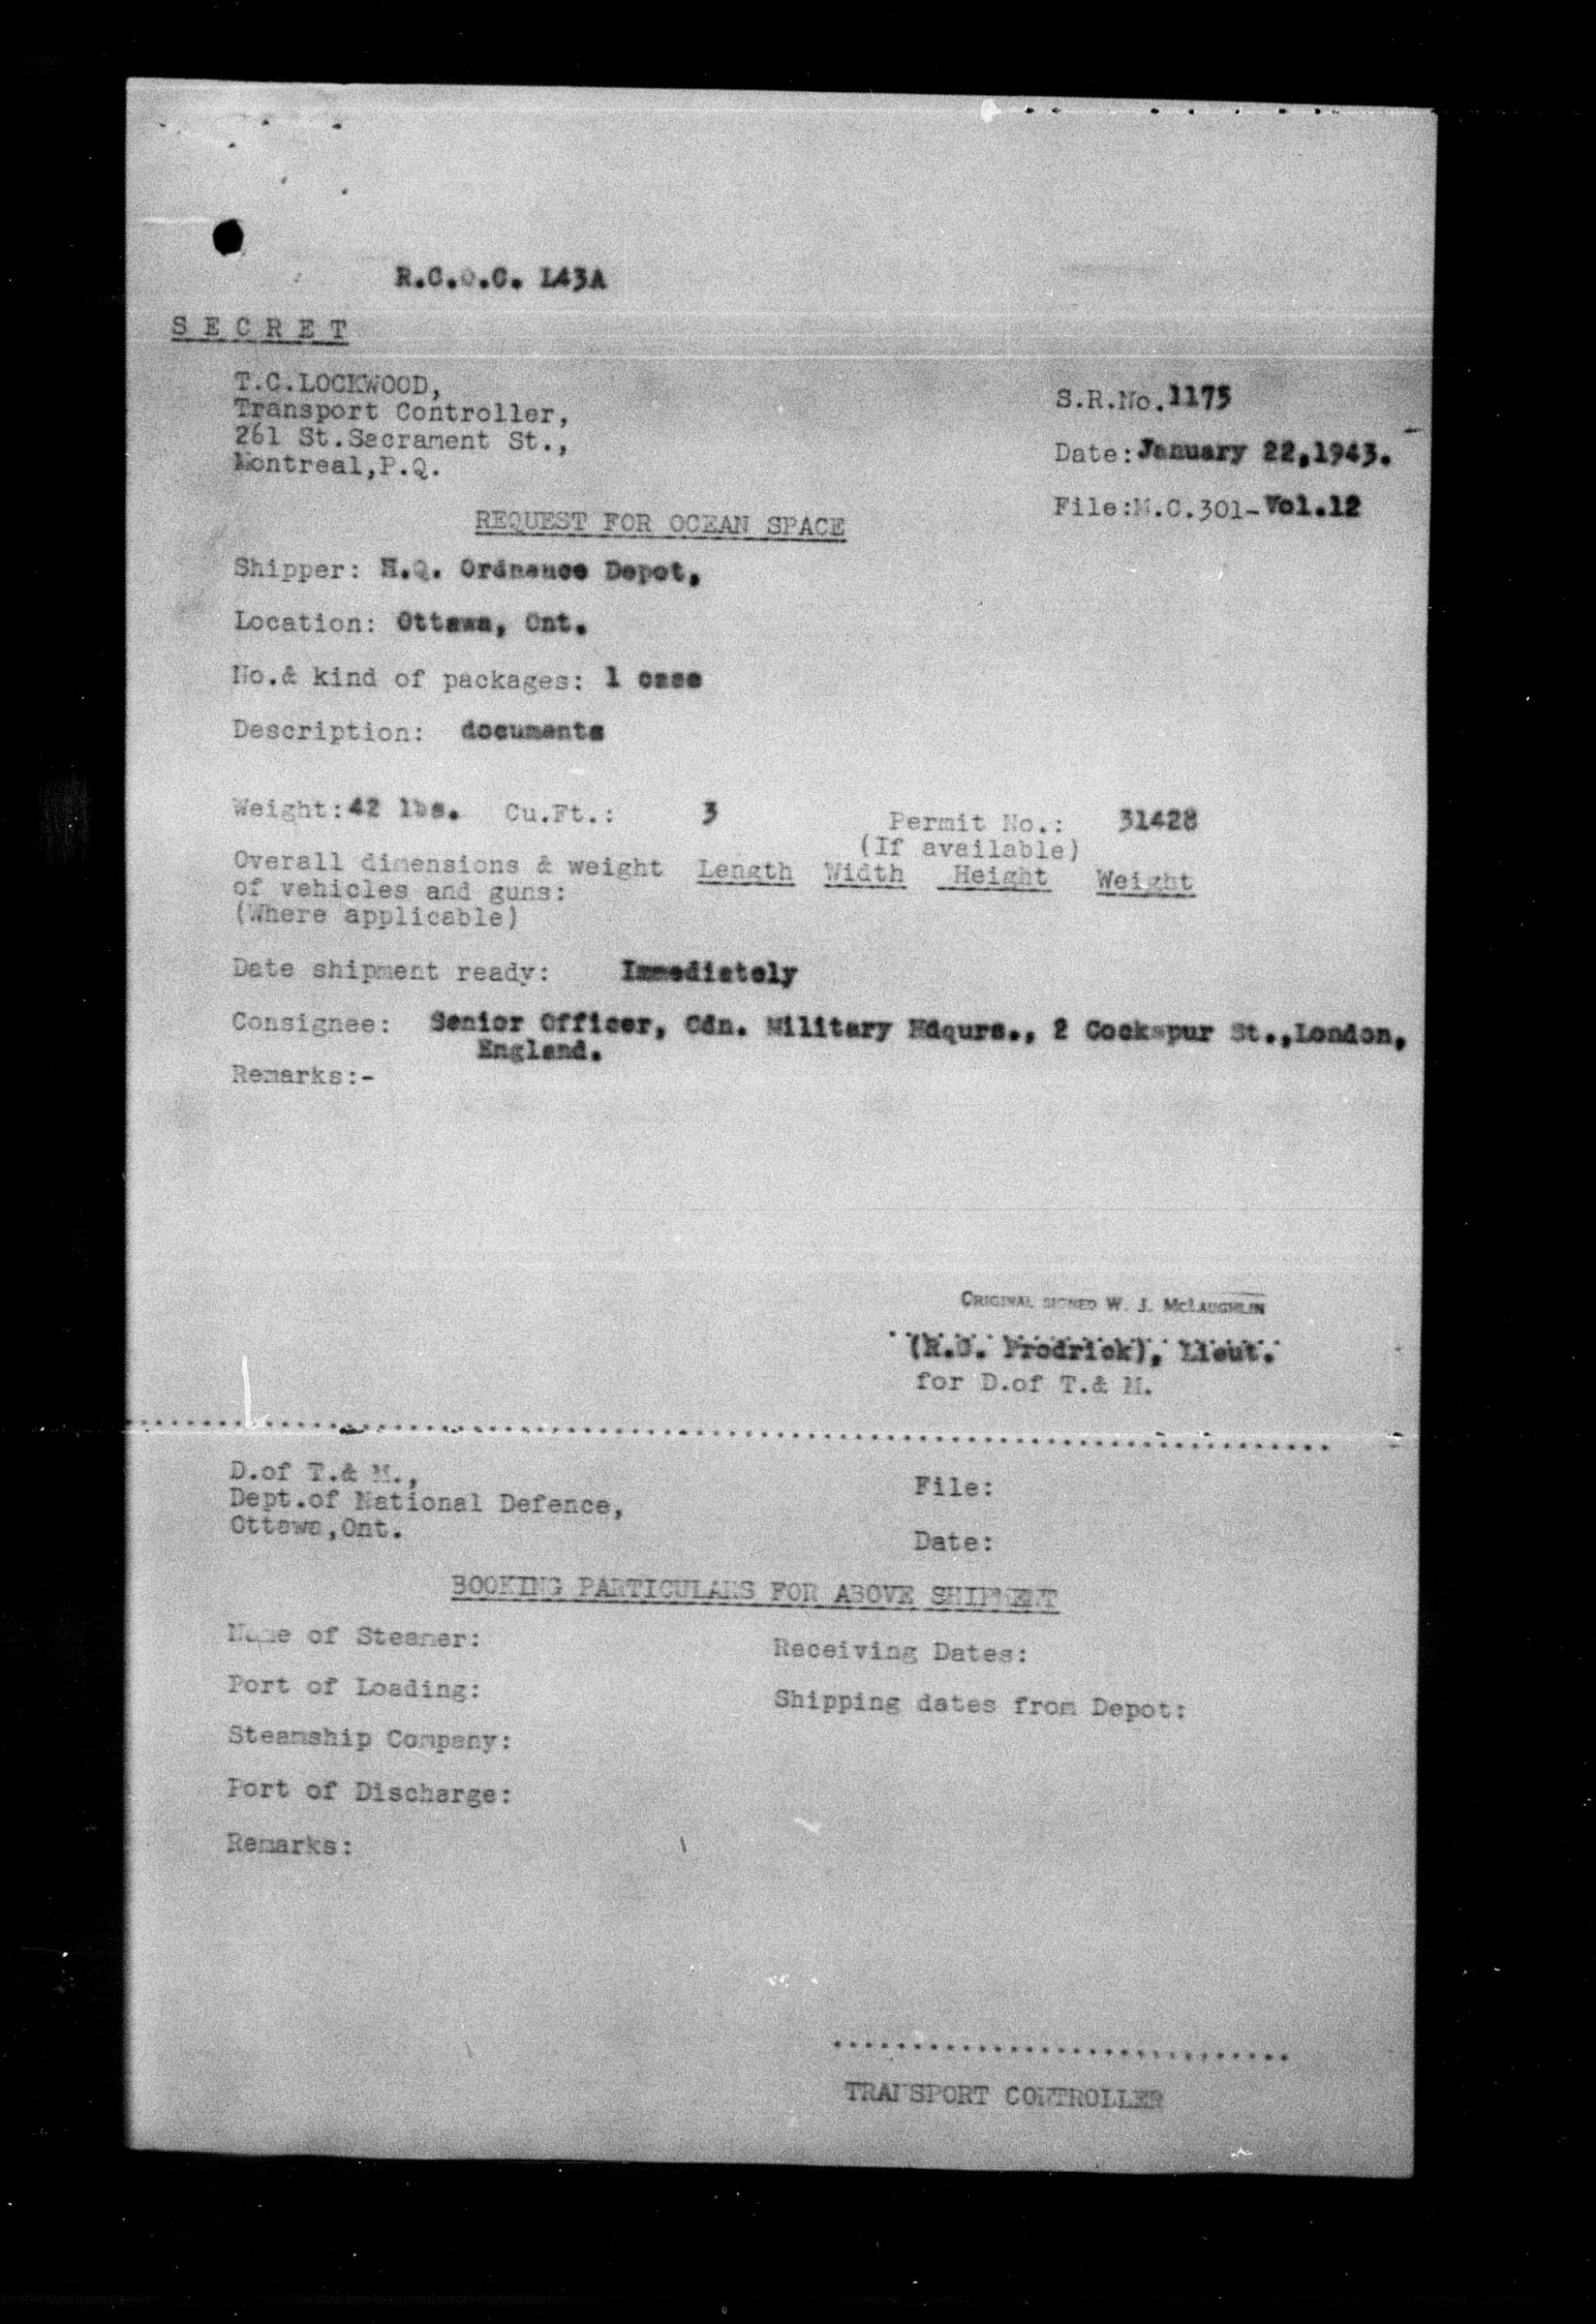 R.C.O.C. L43A
SECRET
T.C.LOCKWOOD,
Transport Controller,
261 St.Sacrament St.,
Montreal,P.Q.
S.R.No.1175
Date:January 22,1943.
File:M.C.301-Vol.12
REQUEST FOR OCEAN SPACE
Shipper: H.Q. Ordnance Depot,
Location: Ottawa, Ont.
No.& kind of packages: 1 case
Description: documents
Weight:42 lbs. Cu.Ft.: 3 Permit No.: 31428
(If available)
Overall dimensions & weight Length Width Height Weight
of vehicles and guns:
(Where applicable)
Date shipment ready: Immediately
Consignee: Senior Officer, Cdn. Military Hdqurs., 2 Cockspur St.,London,
England.
Remarks:-
ORIGINAL SIGNED W. J. MCLAUGHLIN
Frodrick), Lieut.
for D.of T.& M.
D.of T.& M.,
Dept.of National Defence,
Ottawa,Ont.
File:
Date:
BOOKING PARTICULARS FOR ABOVE SHIPMENT
Name of Steamer:
Receiving Dates:
Port of Loading:
Shipping dates from Depot:
Steamship Company:
Port of Discharge:
Remarks:
TRANSPORT CONTROLLER